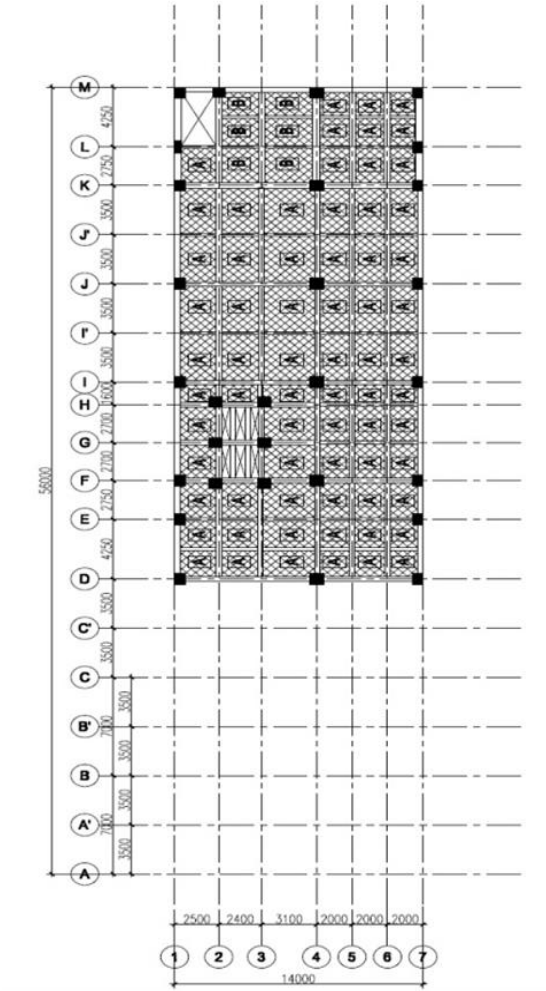 M
B B A A A
4250
B B A A A
L
2750
A B B A A A
K
3500
A A A A A A
J'
3500
A A A A A A
J
3500
A A A A A A
I'
3500
A A A A A A
I
1600
A A A
H
2700
A A A A A
G
2700
A A A A A
F
56000
2750
A A A A A A
E
4250
A A A A A A
A A A A A A
D
3500
C'
3500
C
3500
B'
7000
3500
B
3500
A'
7000
3500
A
2500 2400 3100 2000 2000 2000
1 2 3 4 5 6 7
14000